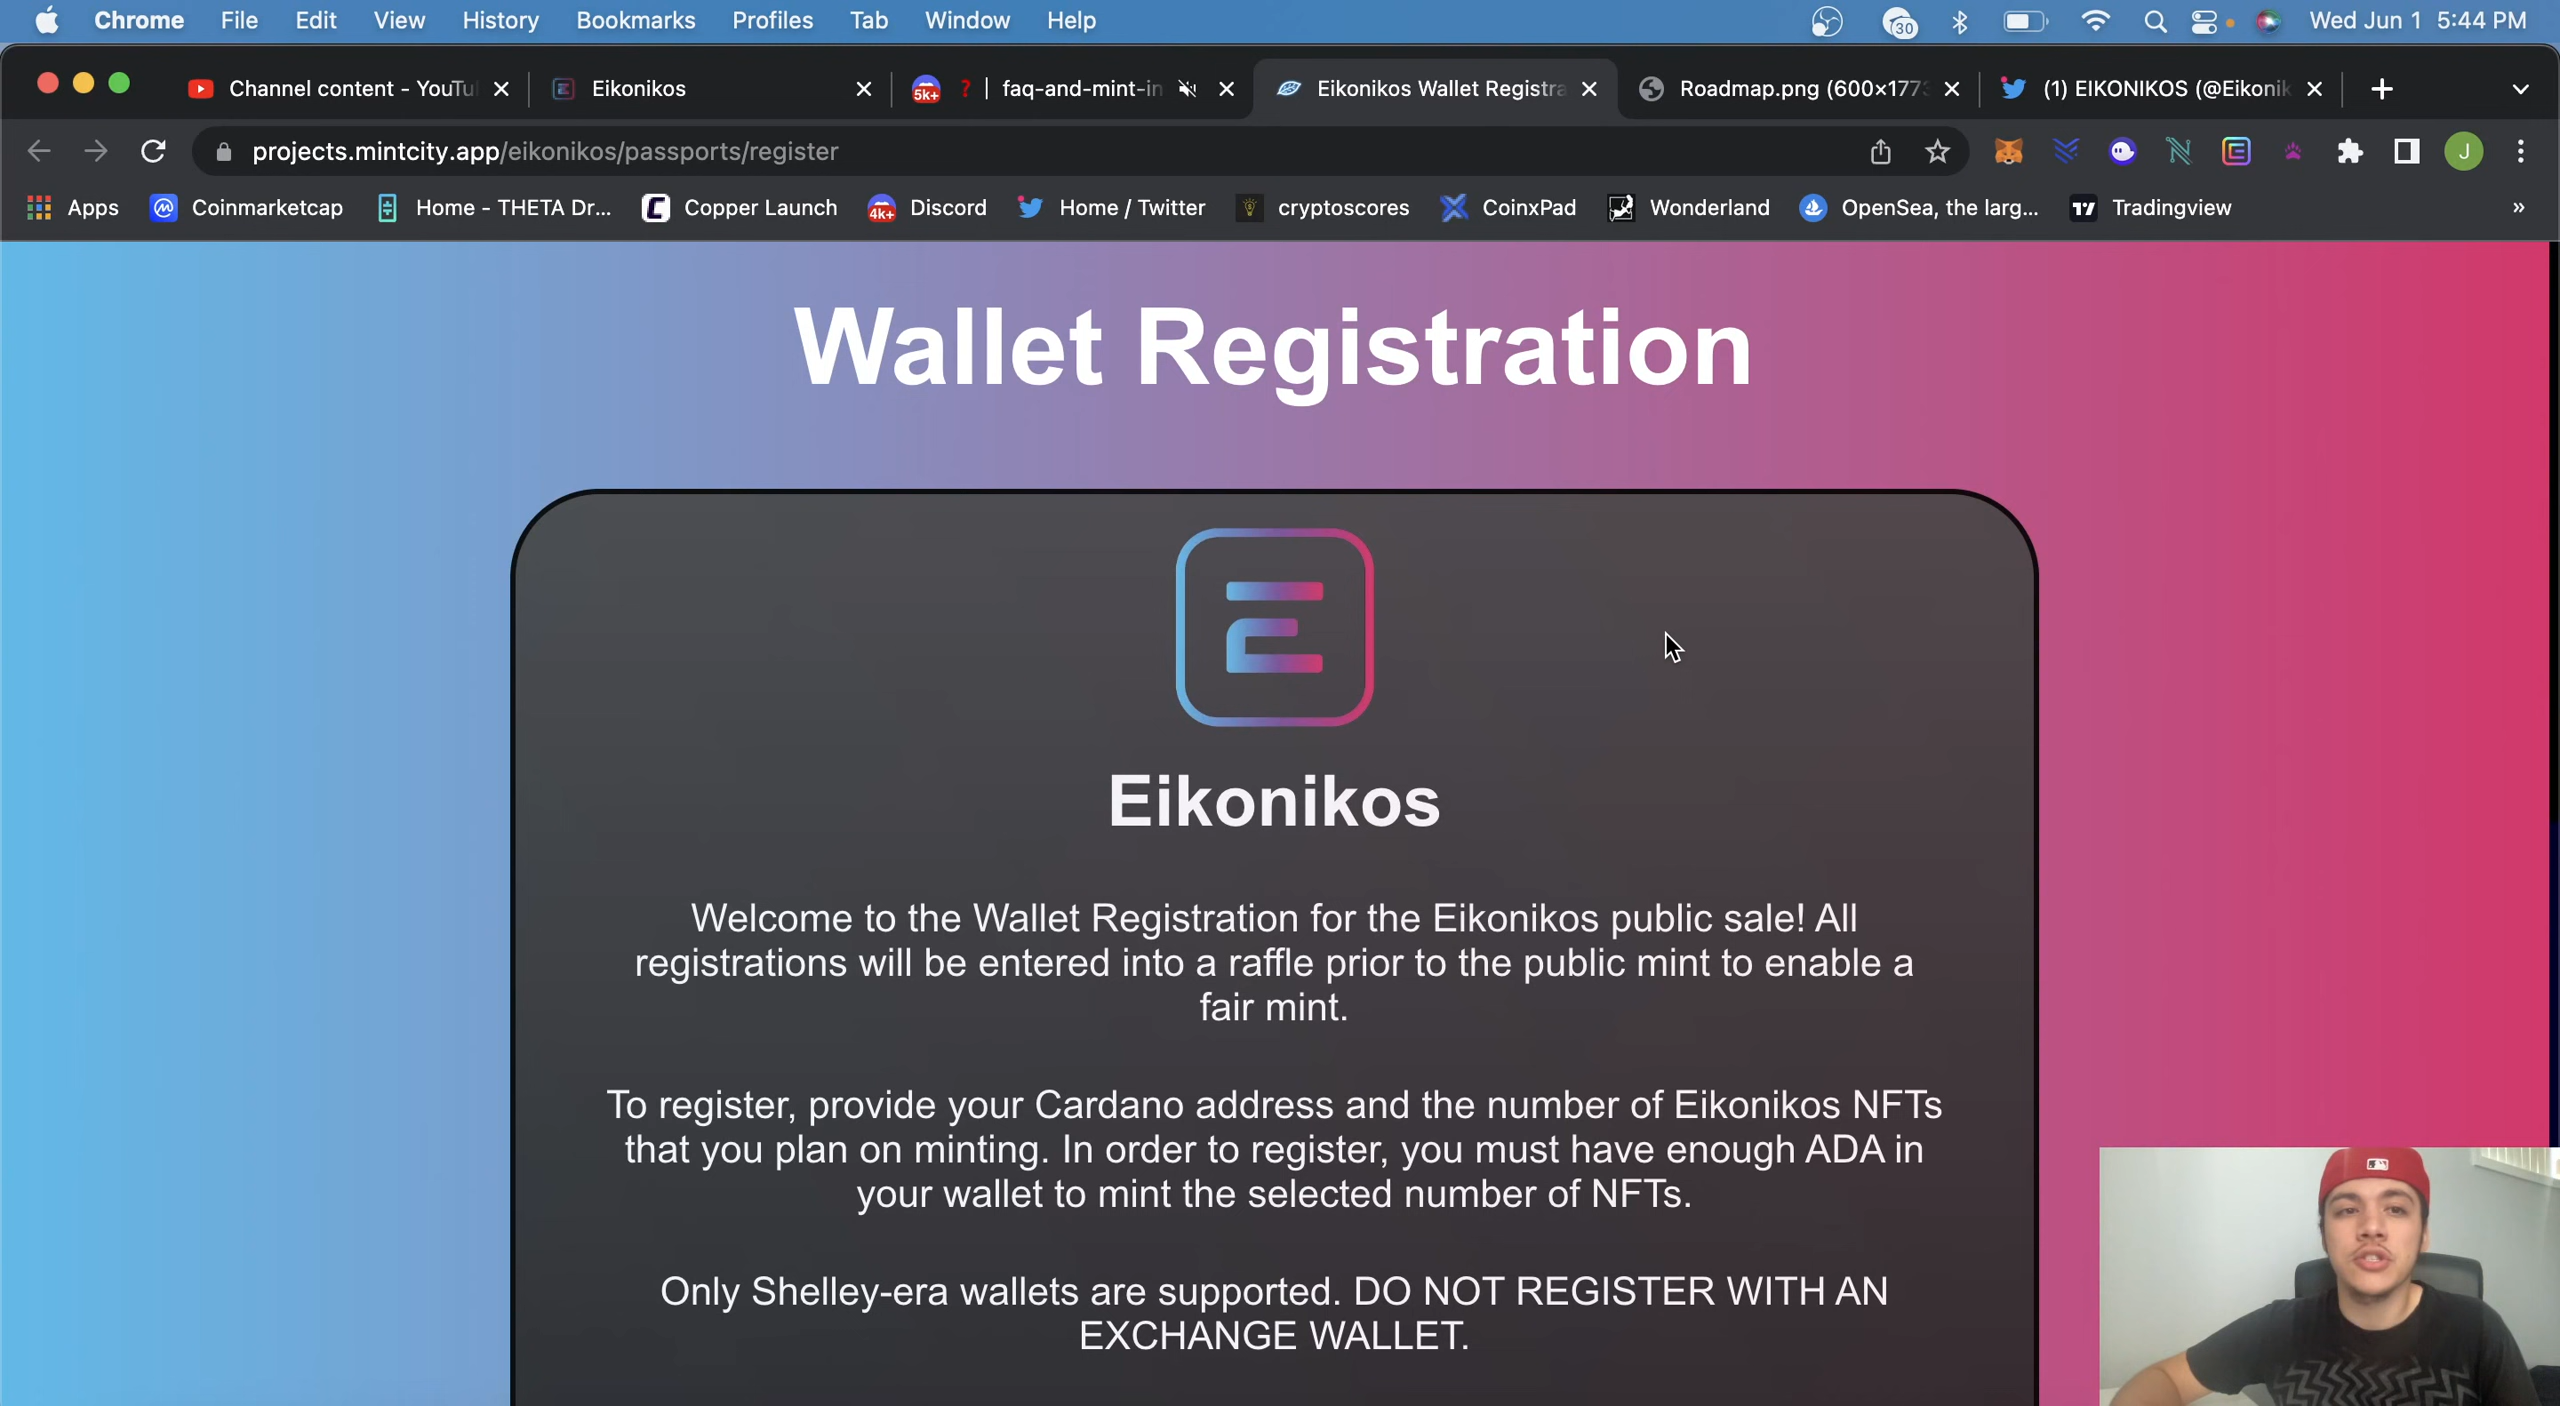 Chrome File Edit View History Bookmarks Profiles Tab Window Help 30 Wed Jun 1 5:44 PM
Channel content - YouTu Eikonikos 5k+ ? | faq-and-mint-in Eikonikos Wallet Registra Roadmap.png (600×177 (1) EIKONIKOS (@Eikonik
projects.mintcity.app/eikonikos/passports/register J
Apps Coinmarketcap Home - THETA Dr... Copper Launch 4k+ Discord Home / Twitter cryptoscores CoinxPad Wonderland OpenSea, the larg... Tradingview »
Wallet Registration
Eikonikos
Welcome to the Wallet Registration for the Eikonikos public sale! All
registrations will be entered into a raffle prior to the public mint to enable a
fair mint.
To register, provide your Cardano address and the number of Eikonikos NFTs
that you plan on minting. In order to register, you must have enough ADA in
your wallet to mint the selected number of NFTs.
Only Shelley-era wallets are supported. DO NOT REGISTER WITH AN
EXCHANGE WALLET.